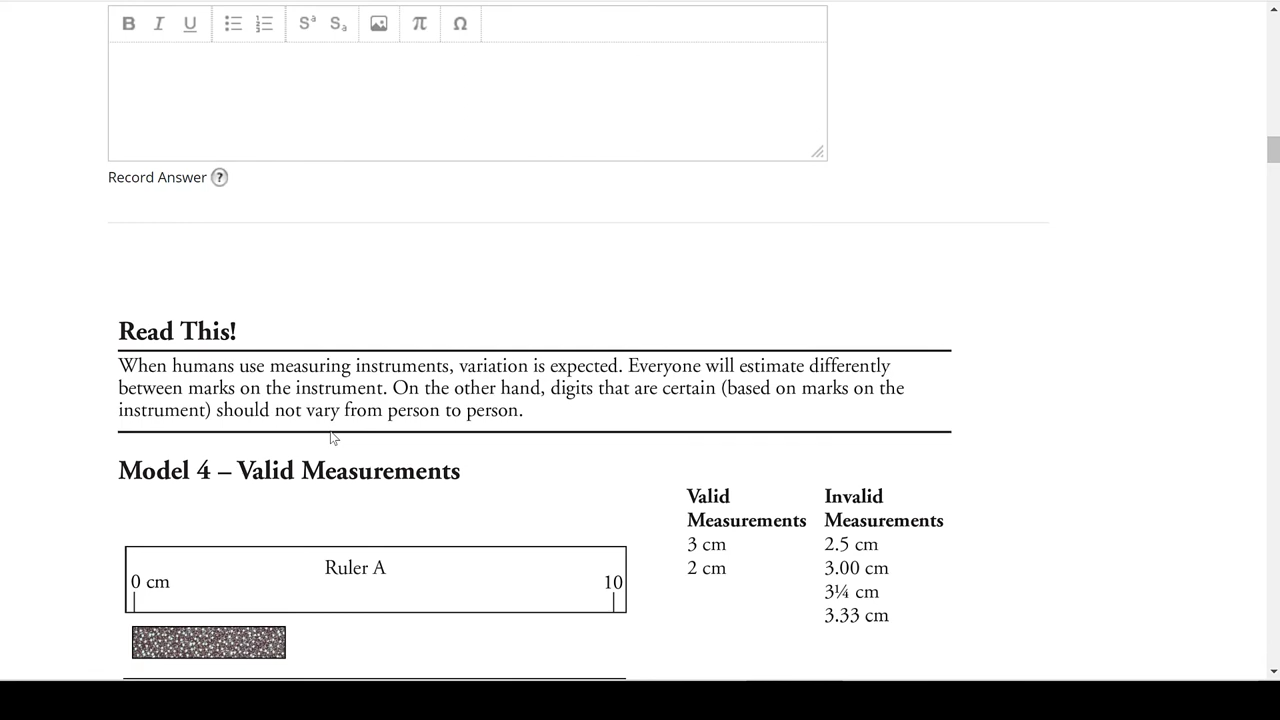 B I U Sª Sₐ π Ω
Record Answer ?
Read This!
When humans use measuring instruments, variation is expected. Everyone will estimate differently
between marks on the instrument. On the other hand, digits that are certain (based on marks on the
instrument) should not vary from person to person.
Model 4 – Valid Measurements
Valid Invalid
Measurements Measurements
3 cm 2.5 cm
2 cm 3.00 cm
3¼ cm
3.33 cm
Ruler A
0 cm 10